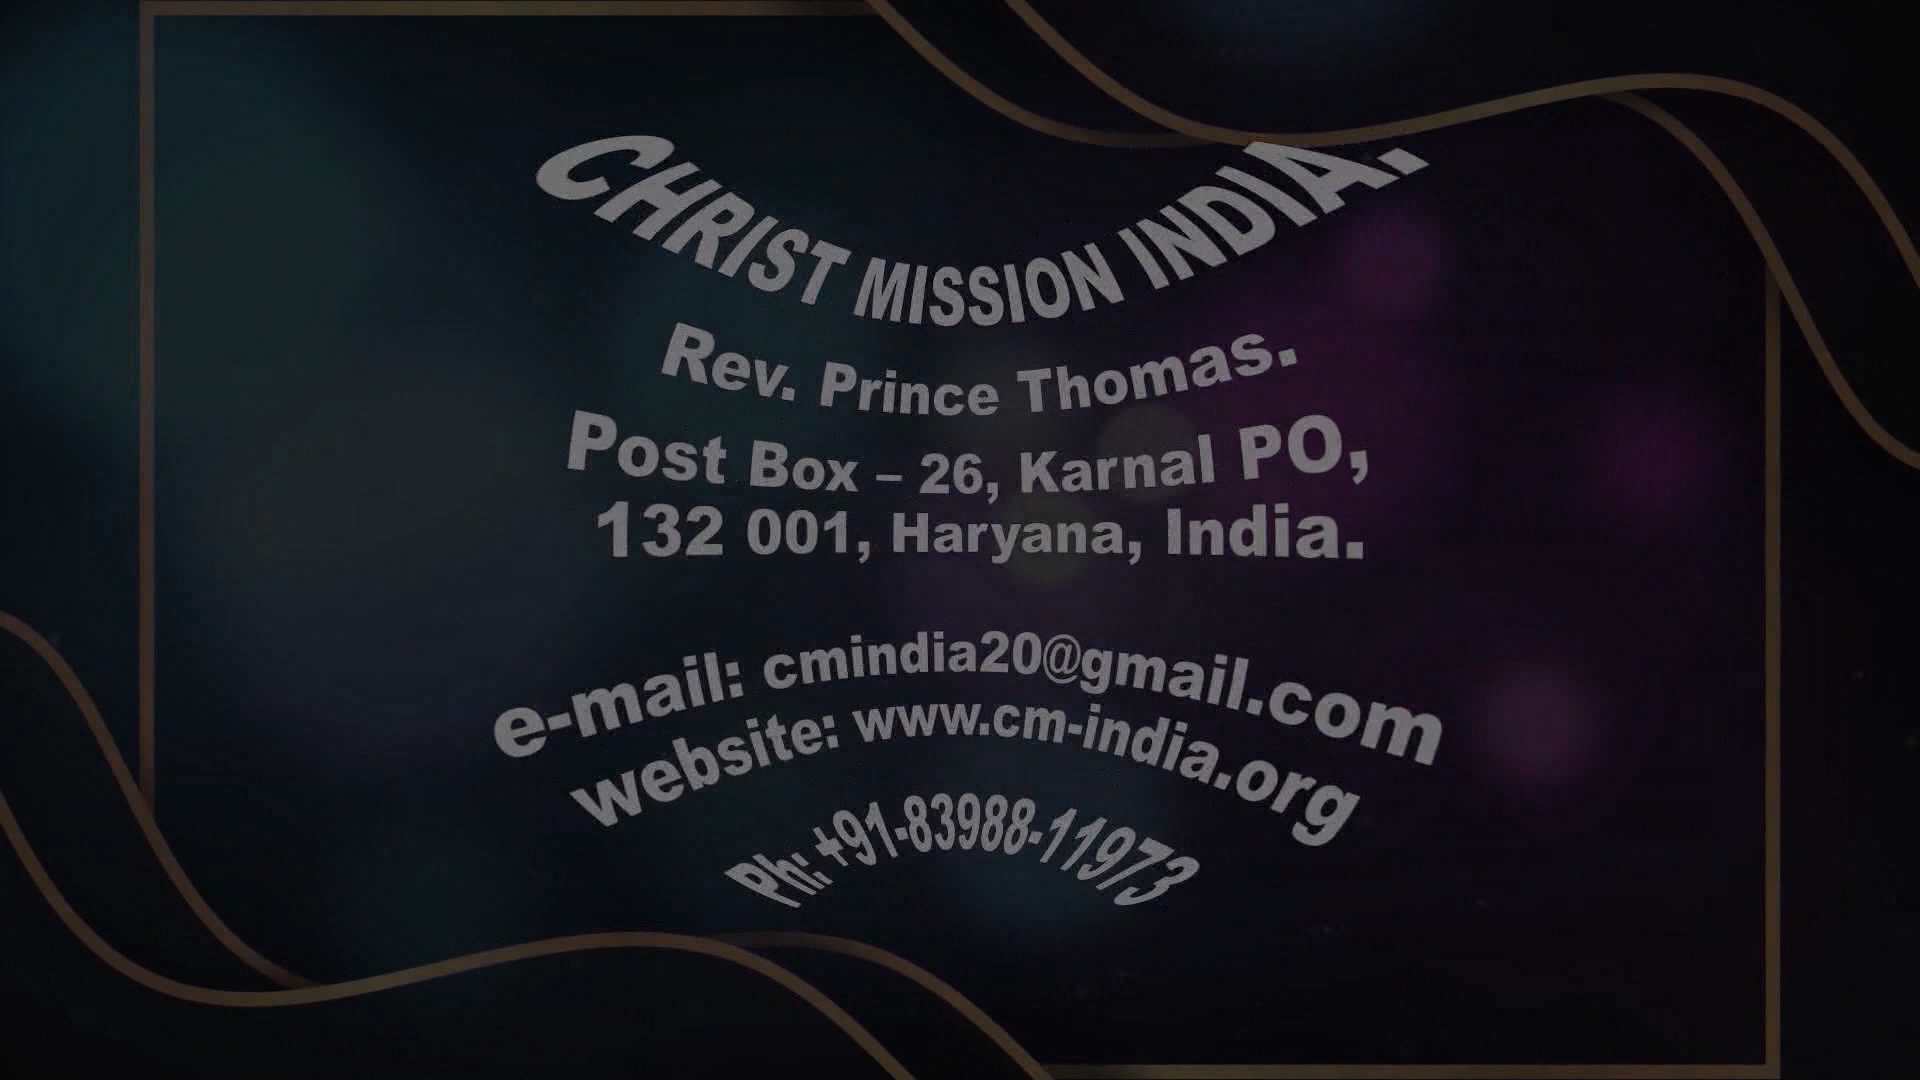 CHRIST MISSION INDIA.
Rev. Prince Thomas.
Post Box – 26, Karnal PO,
132 001, Haryana, India.
e-mail: cmindia20@gmail.com
website: www.cm-india.org
Ph: +91-83988-11973